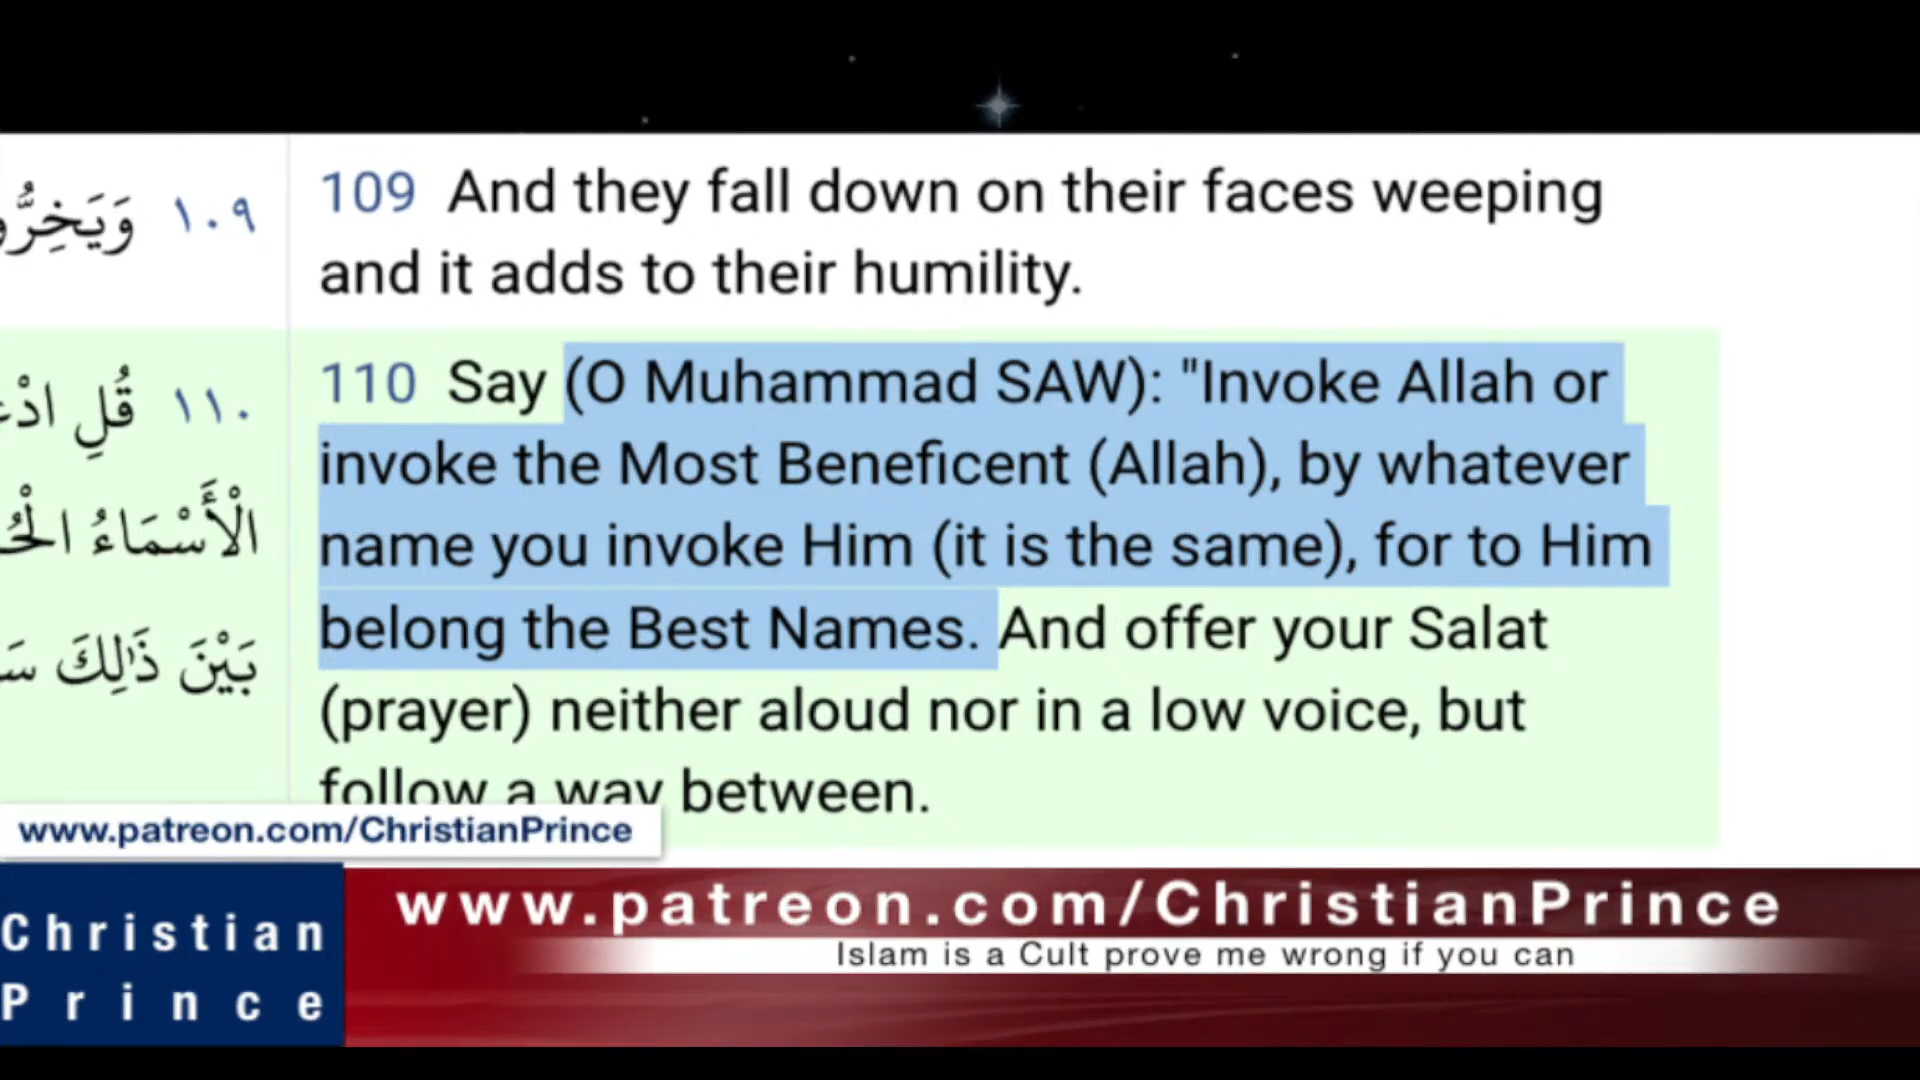 109 And they fall down on their faces weeping
and it adds to their humility.
110 Say (O Muhammad SAW): "Invoke Allah or
invoke the Most Beneficent (Allah), by whatever
name you invoke Him (it is the same), for to Him
belong the Best Names. And offer your Salat
(prayer) neither aloud nor in a low voice, but
follow a way between.
١٠٩
١١٠ قُلِ
الْأَسْمَاءُ
بَيْنَ ذَٰلِكَ
www.patreon.com/ChristianPrince
Christian
Prince
www.patreon.com/ChristianPrince
Islam is a Cult prove me wrong if you can